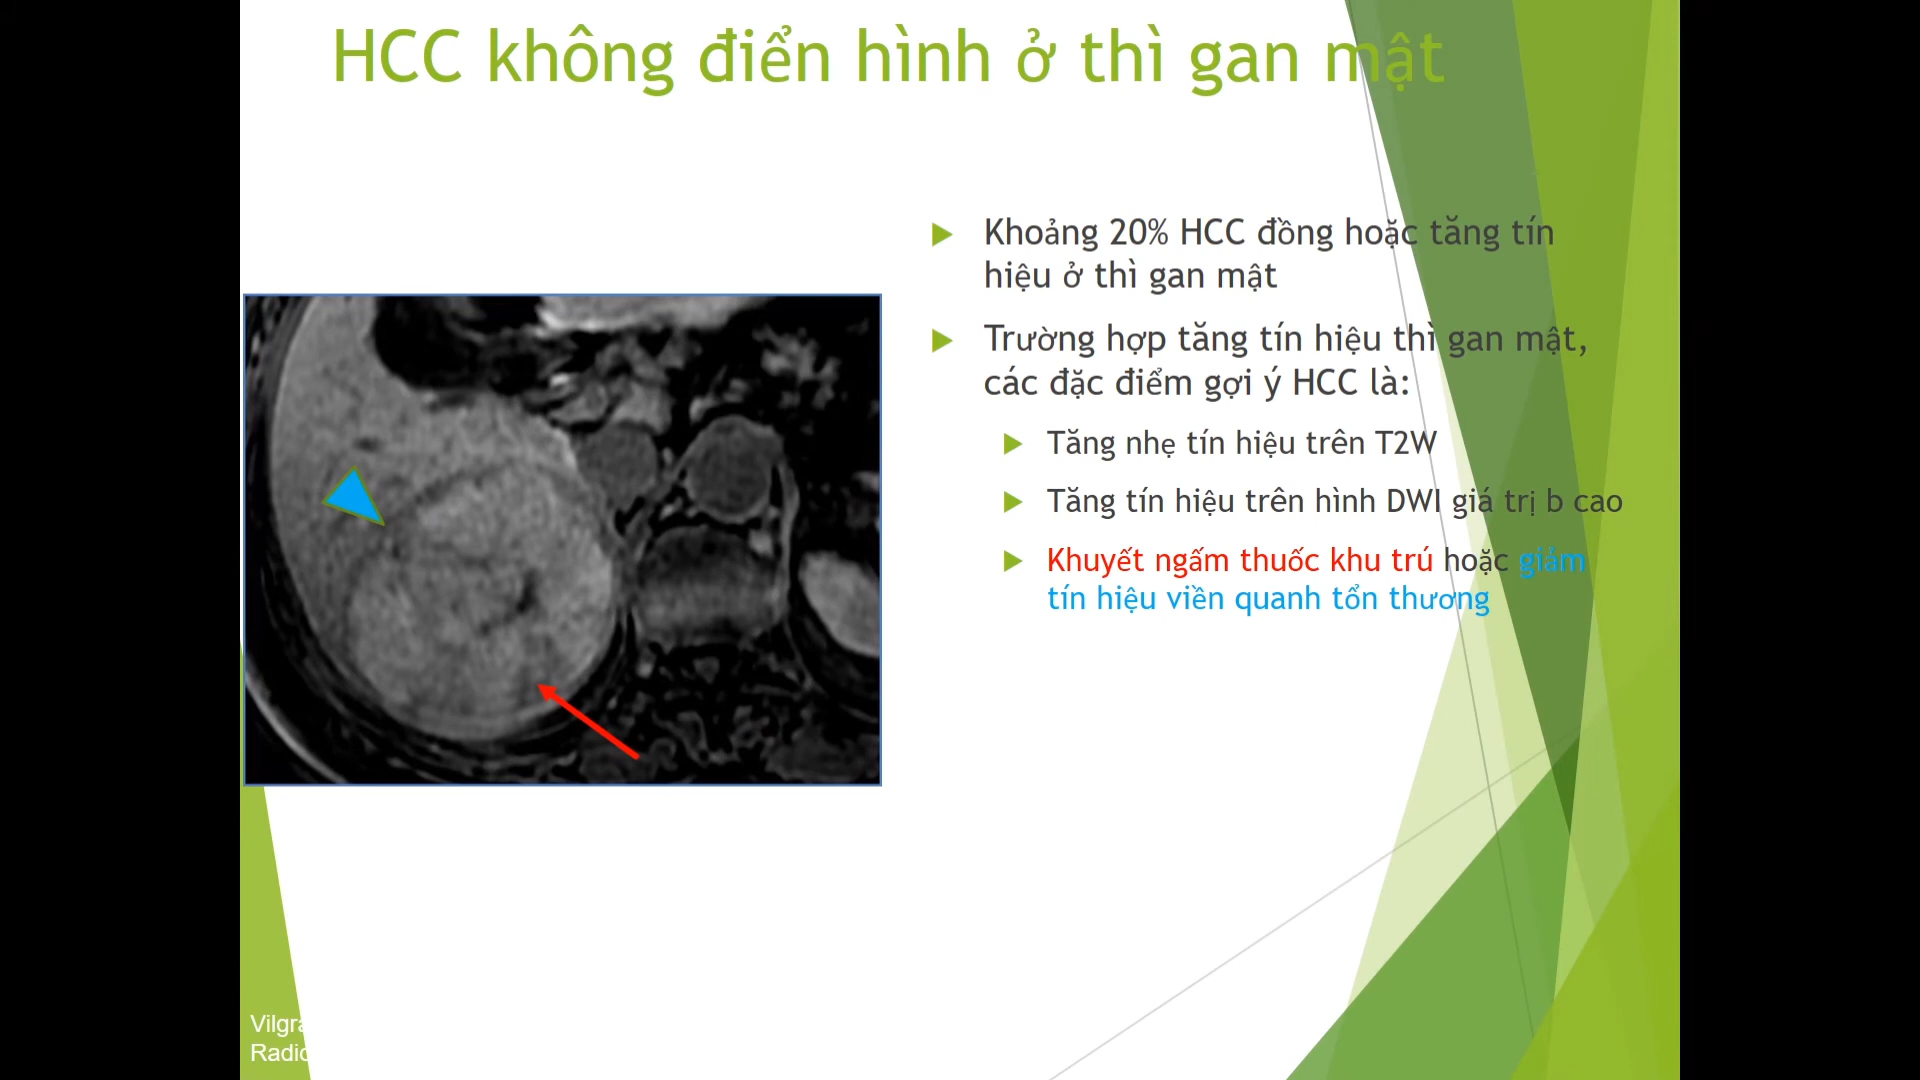 HCC không điển hình ở thì gan mật
Khoảng 20% HCC đồng hoặc tăng tín
hiệu ở thì gan mật
Trường hợp tăng tín hiệu thì gan mật,
các đặc điểm gợi ý HCC là:
Tăng nhẹ tín hiệu trên T2W
Tăng tín hiệu trên hình DWI giá trị b cao
Khuyết ngấm thuốc khu trú hoặc giảm
tín hiệu viền quanh tổn thương